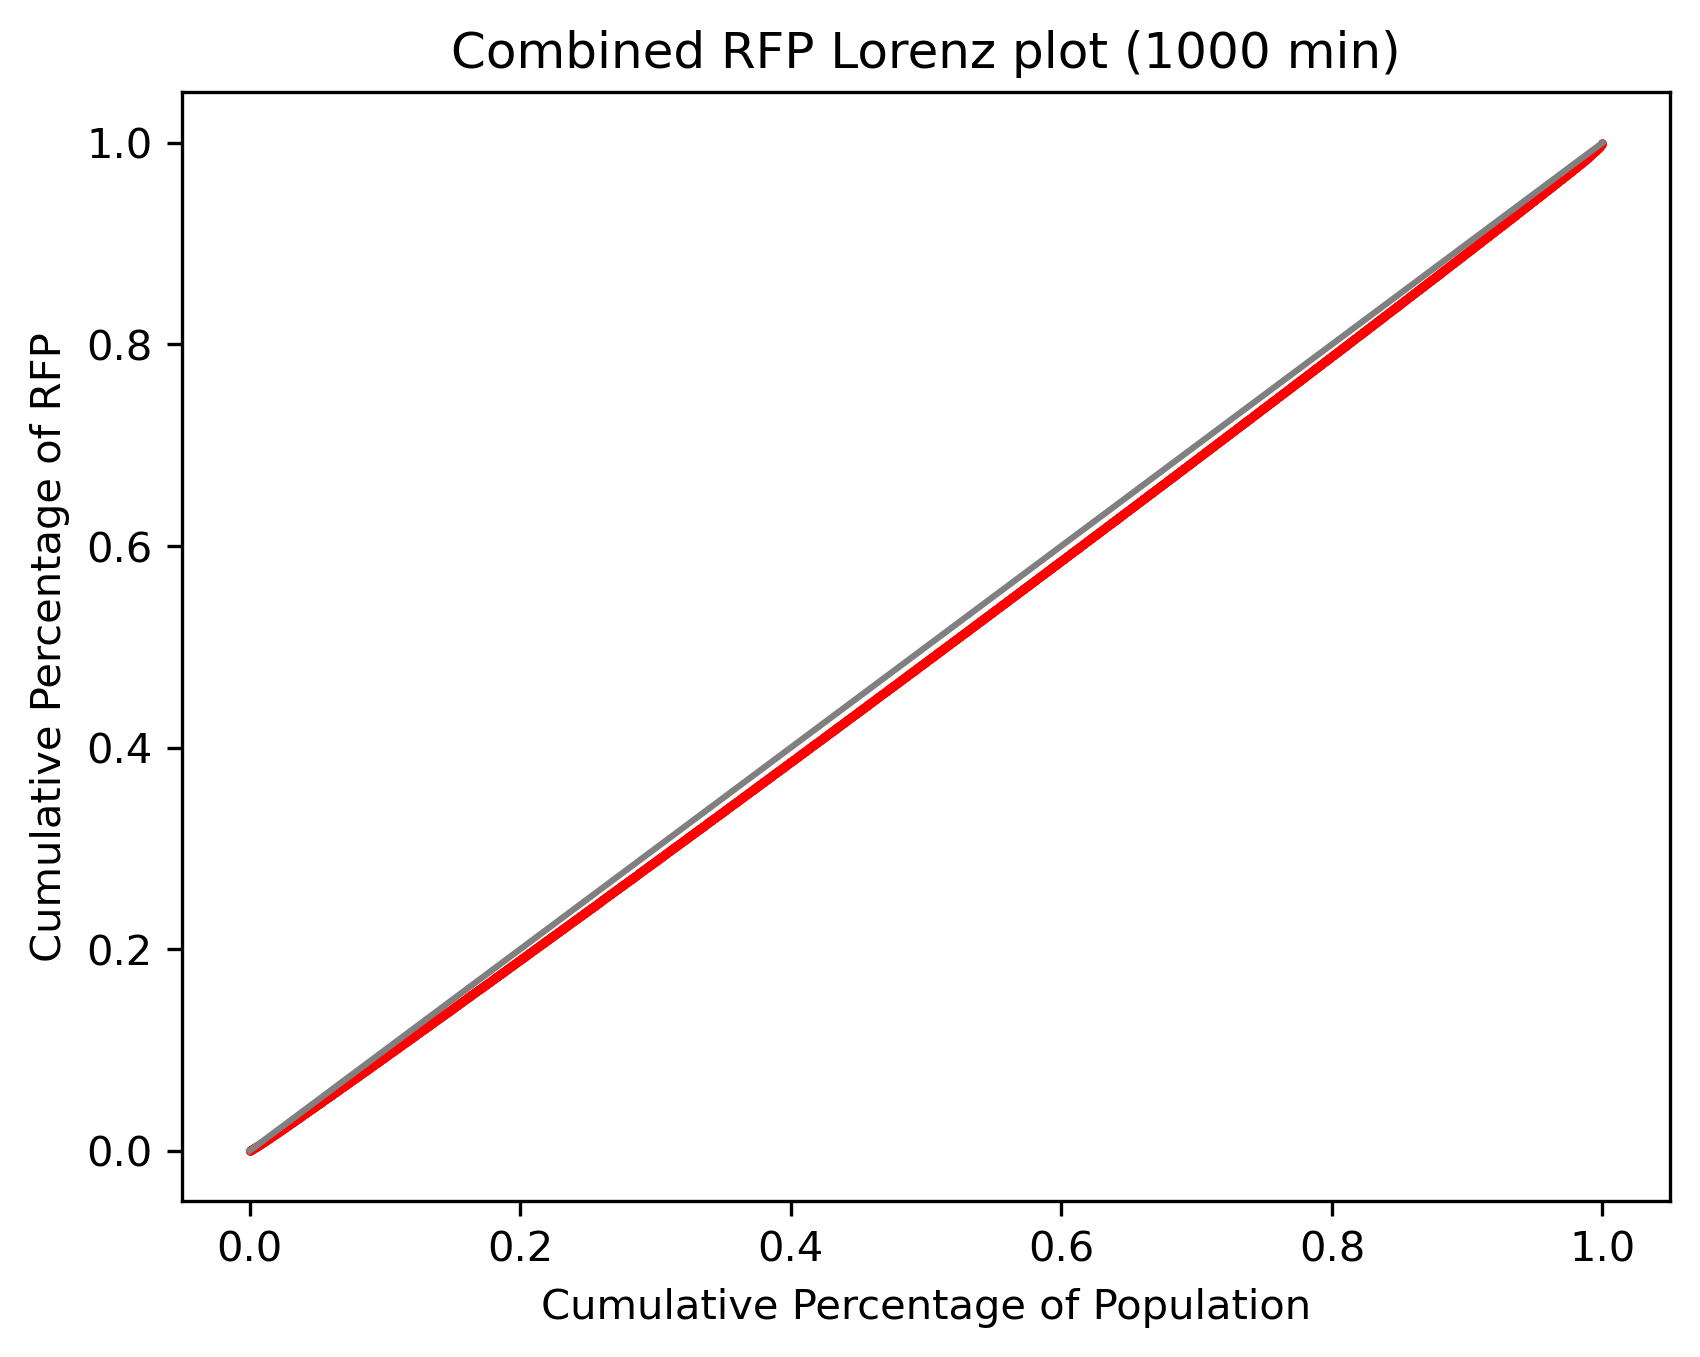 Combined RFP Lorenz plot (1000 min)
Cumulative Percentage of RFP
1.0
0.8
0.6
0.4
0.2
0.0
0.0 0.2 0.4 0.6 0.8 1.0
Cumulative Percentage of Population